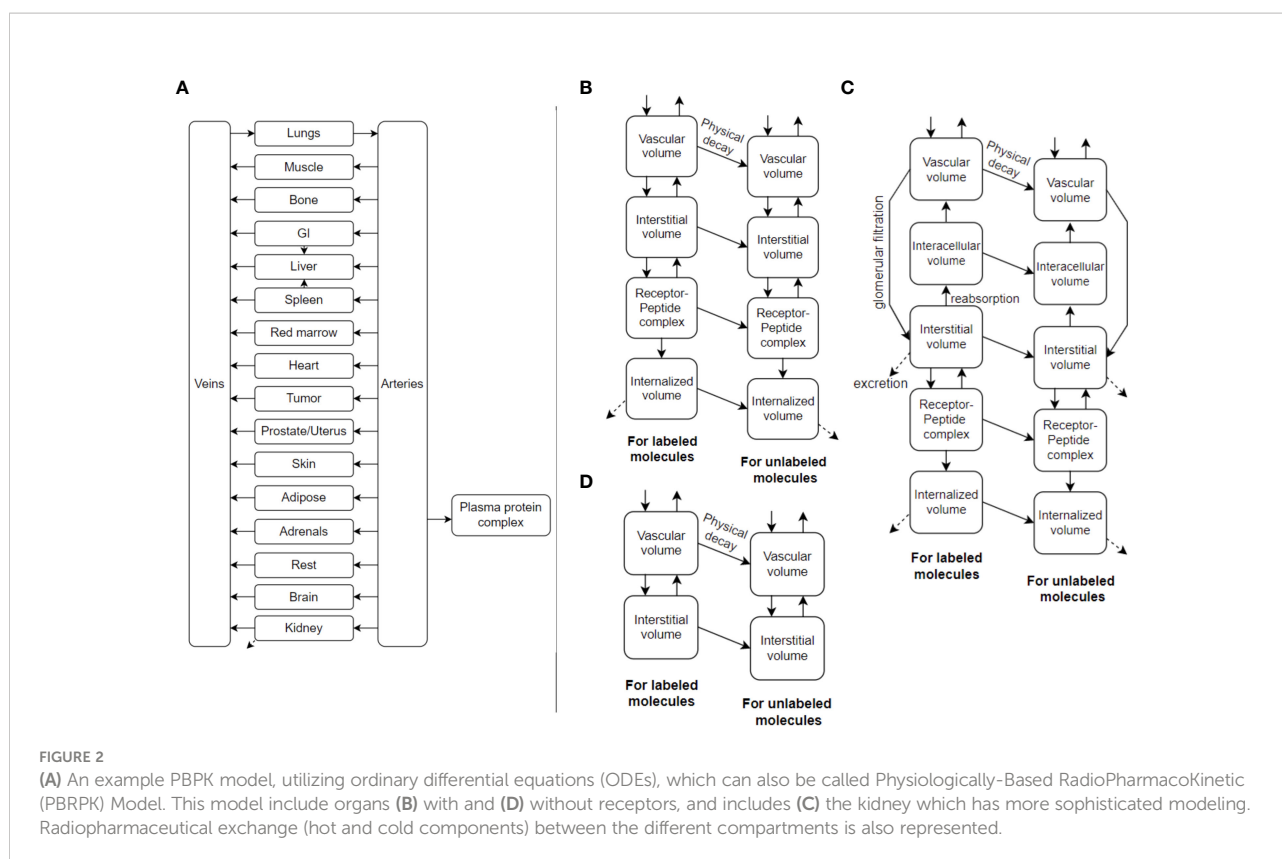 A
Veins
Lungs
Muscle
Bone
GI
Liver
Spleen
Red marrow
Heart
Tumor
Prostate/Uterus
Skin
Adipose
Adrenals
Rest
Brain
Kidney
Arteries
Plasma protein
complex
B
Vascular
volume
Physical
decay
Vascular
volume
Interstitial
volume
Interstitial
volume
Receptor-
Peptide
complex
Receptor-
Peptide
complex
Internalized
volume
Internalized
volume
For labeled
molecules
For unlabeled
molecules
C
Vascular
volume
Physical
decay
Vascular
volume
glomerular filtration
Interacellular
volume
Interacellular
volume
reabsorption
Interstitial
volume
Interstitial
volume
excretion
Receptor-
Peptide
complex
Receptor-
Peptide
complex
Internalized
volume
Internalized
volume
For labeled
molecules
For unlabeled
molecules
D
Vascular
volume
Physical
decay
Vascular
volume
Interstitial
volume
Interstitial
volume
For labeled
molecules
For unlabeled
molecules
FIGURE 2
(A) An example PBPK model, utilizing ordinary differential equations (ODEs), which can also be called Physiologically-Based RadioPharmacoKinetic
(PBRPK) Model. This model include organs (B) with and (D) without receptors, and includes (C) the kidney which has more sophisticated modeling.
Radiopharmaceutical exchange (hot and cold components) between the different compartments is also represented.